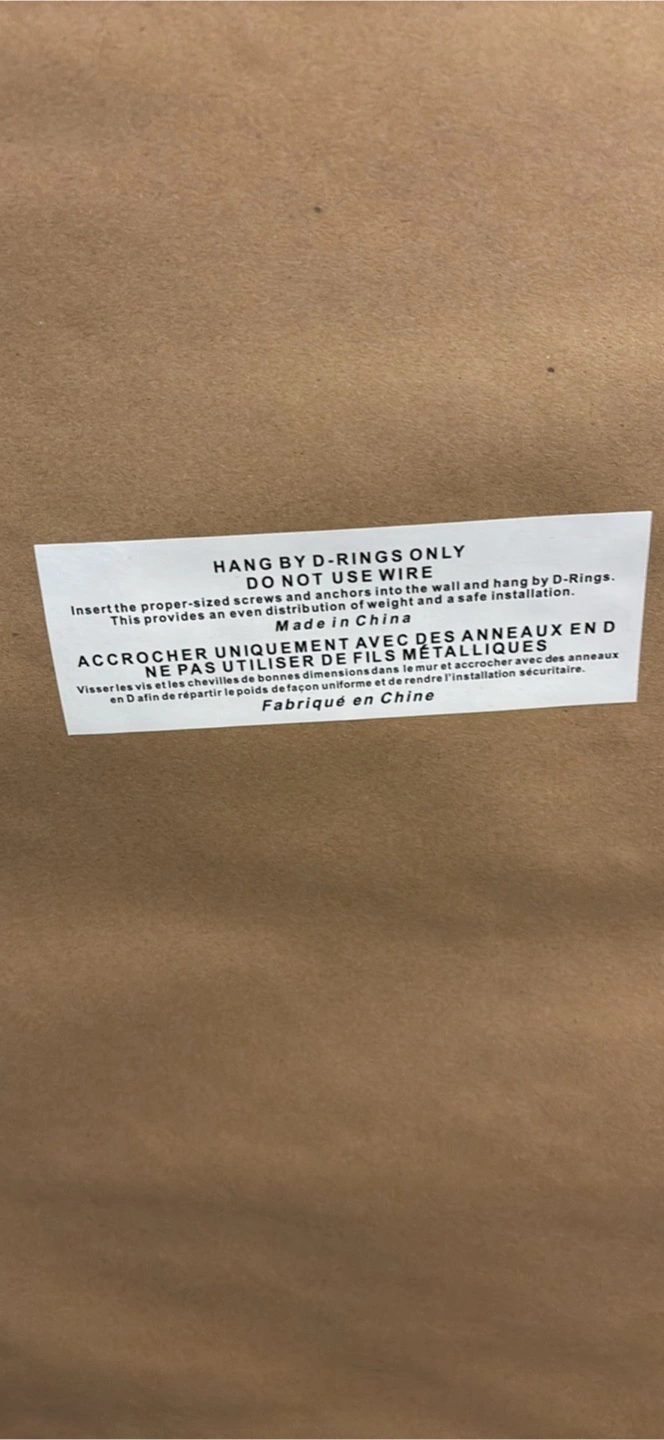 HANG BY D-RINGS ONLY
DO NOT USE WIRE
Insert the proper-sized screws and anchors into the wall and hang by D-Rings.
This provides an even distribution of weight and a safe installation.
Made in China
ACCROCHER UNIQUEMENT AVEC DES ANNEAUX EN D
NE PAS UTILISER DE FILS MÉTALLIQUES
Visser les vis et les chevilles de bonnes dimensions dans le mur et accrocher avec des anneaux
en D afin de répartir le poids de façon uniforme et de rendre l'installation sécuritaire.
Fabriqué en Chine